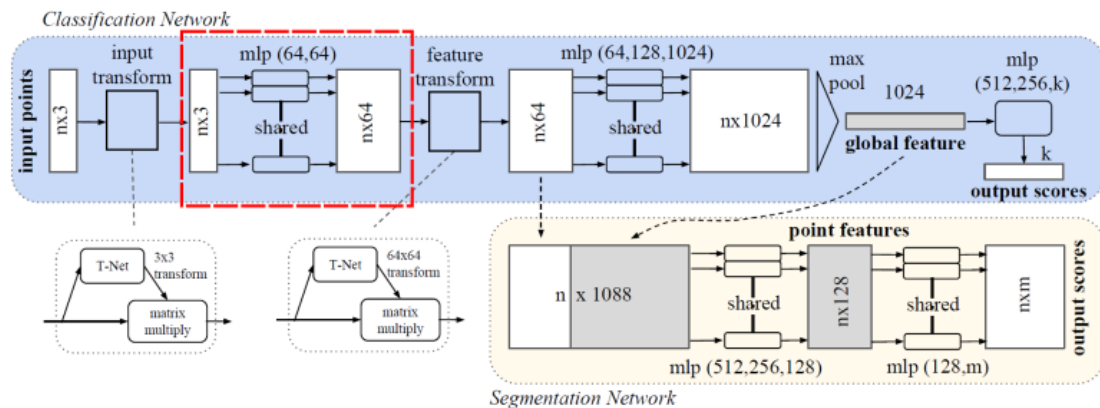 Classification Network
input points
nx3
input
transform
mlp (64,64)
nx3
shared
nx64
feature
transform
nx64
mlp (64,128,1024)
shared
nx1024
max
pool
1024
global feature
mlp
(512,256,k)
k
output scores
T-Net
3x3
transform
matrix
multiply
T-Net
64x64
transform
matrix
multiply
point features
n x 1088
shared
mlp (512,256,128)
nx128
shared
mlp (128,m)
nxm
output scores
Segmentation Network